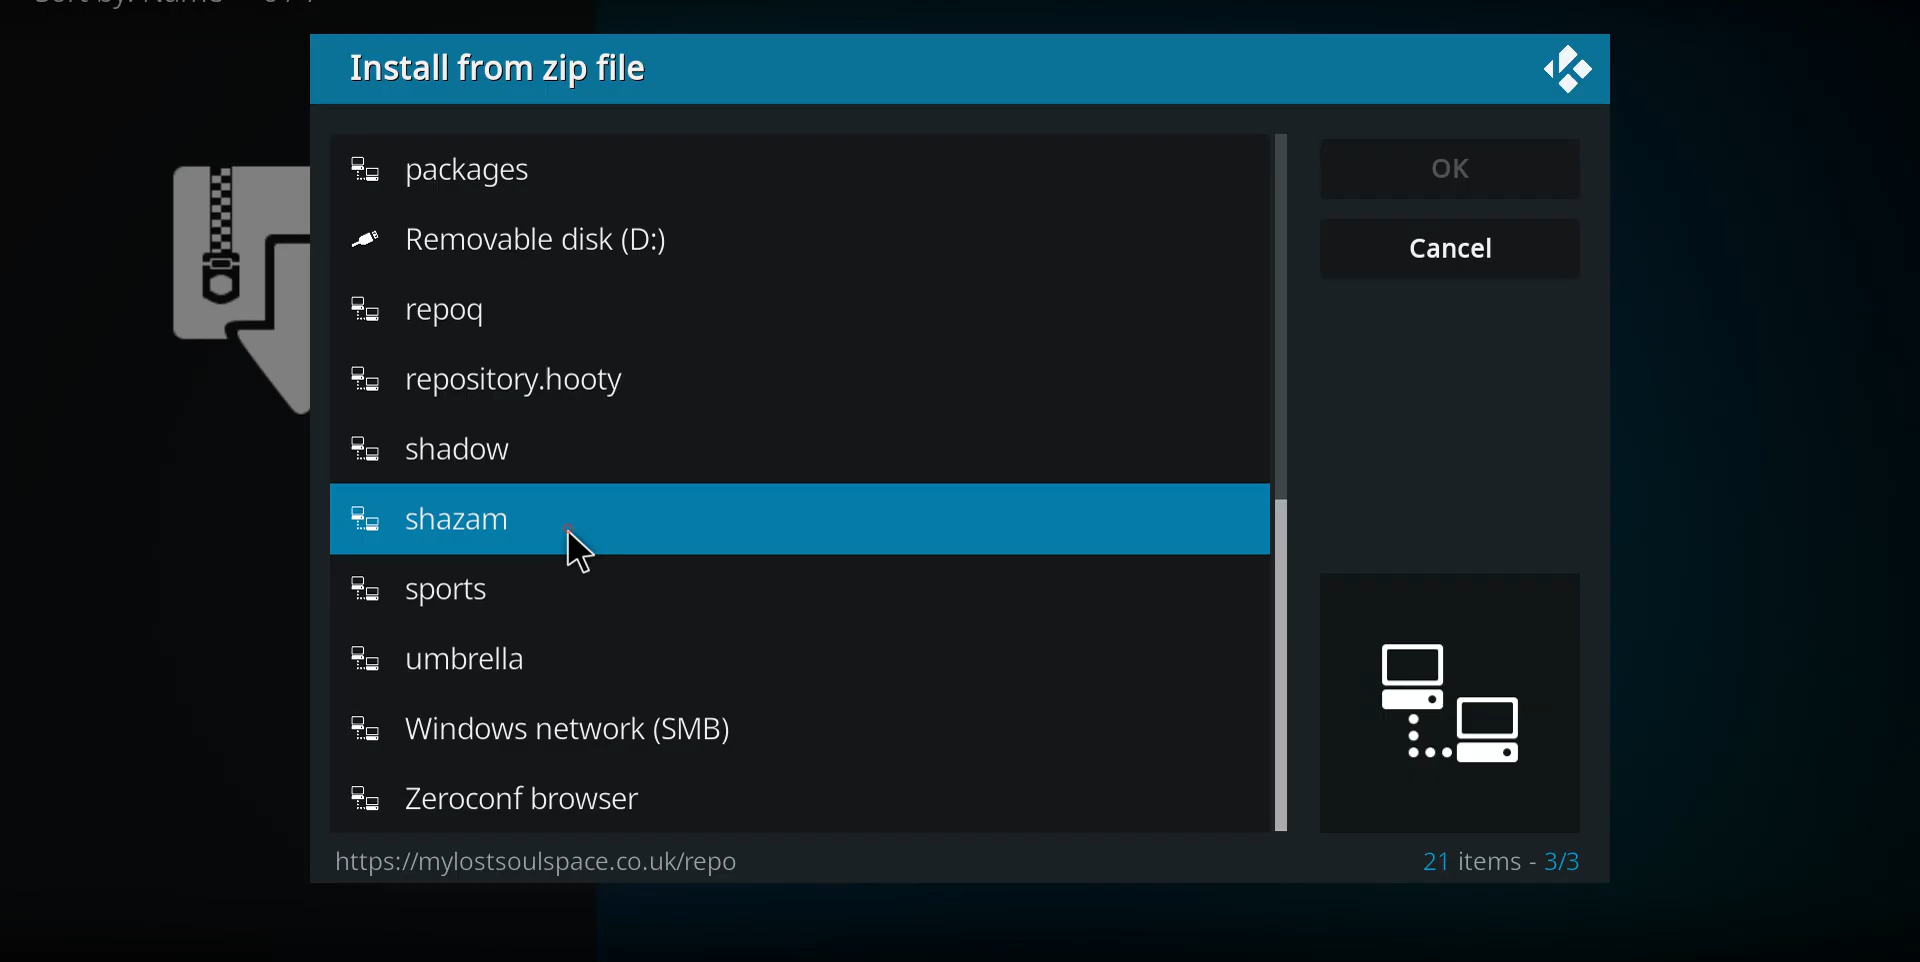 Install from zip file
packages
Removable disk (D:)
repoq
repository.hooty
shadow
shazam
sports
umbrella
Windows network (SMB)
Zeroconf browser
OK
Cancel
https://mylostsoulspace.co.uk/repo
21 items - 3/3